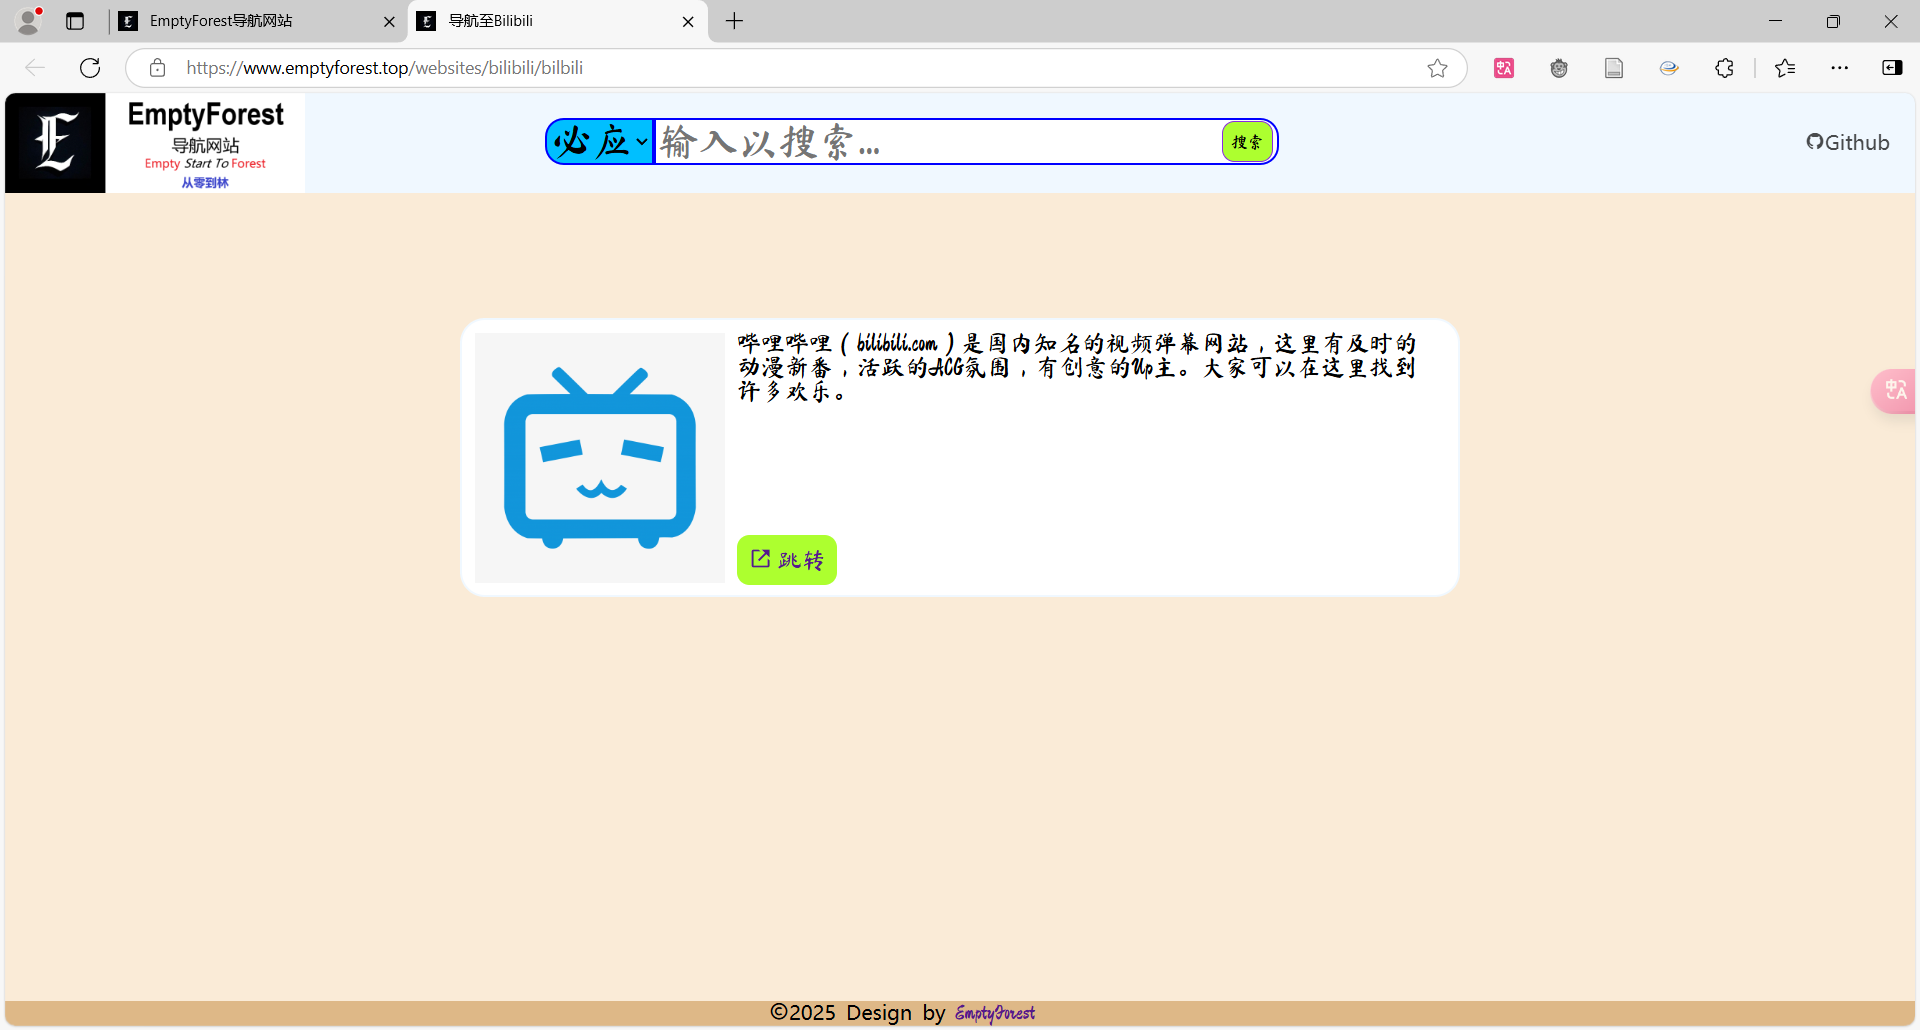 EmptyForest导航网站
导航至Bilibili
https://www.emptyforest.top/websites/bilibili/bilbili
E
EmptyForest
导航网站
Empty Start To Forest
从零到林
必应
输入以搜索...
搜索
Github
哔哩哔哩（bilibili.com）是国内知名的视频弹幕网站，这里有及时的
动漫新番，活跃的ACG氛围，有创意的Up主。大家可以在这里找到
许多欢乐。
跳转
©2025 Design by EmptyForest